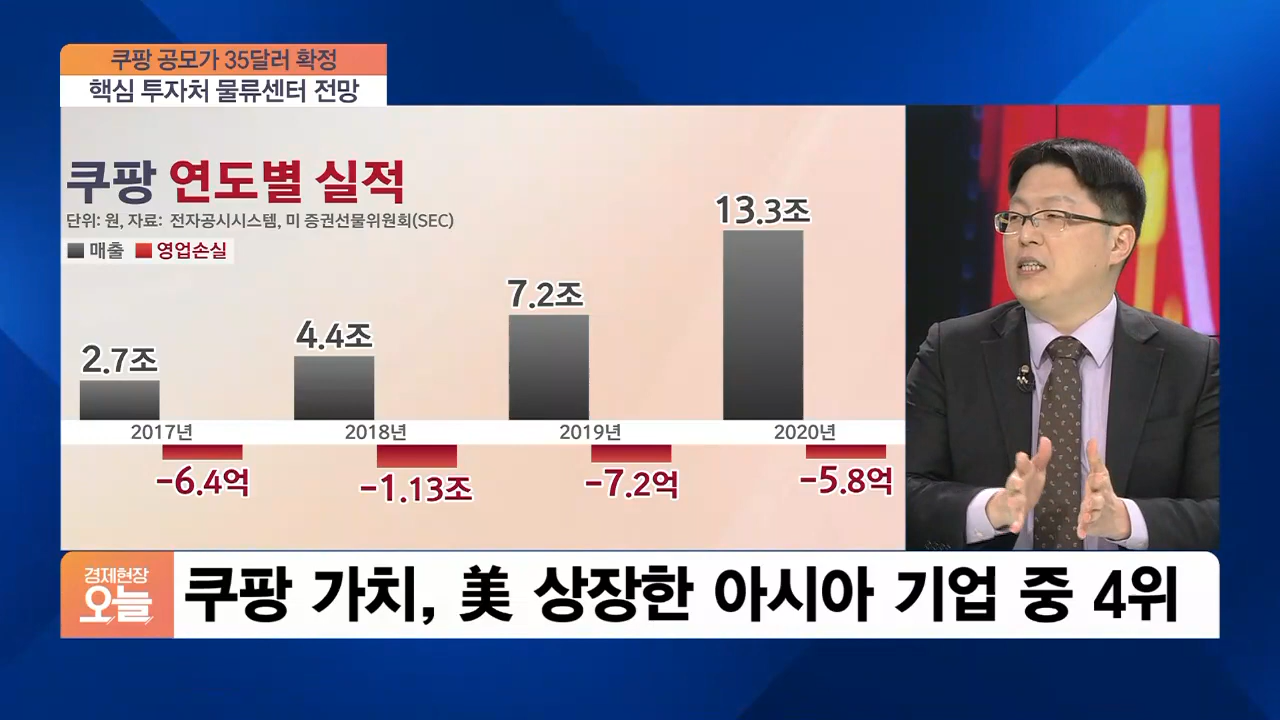 쿠팡 공모가 35달러 확정
핵심 투자처 물류센터 전망
쿠팡 연도별 실적
단위: 원, 자료: 전자공시시스템, 미 증권선물위원회(SEC)
매출 영업손실
2.7조
4.4조
7.2조
13.3조
2017년
2018년
2019년
2020년
-6.4억
-1.13조
-7.2억
-5.8억
경제현장
오늘
쿠팡 가치, 美 상장한 아시아 기업 중 4위